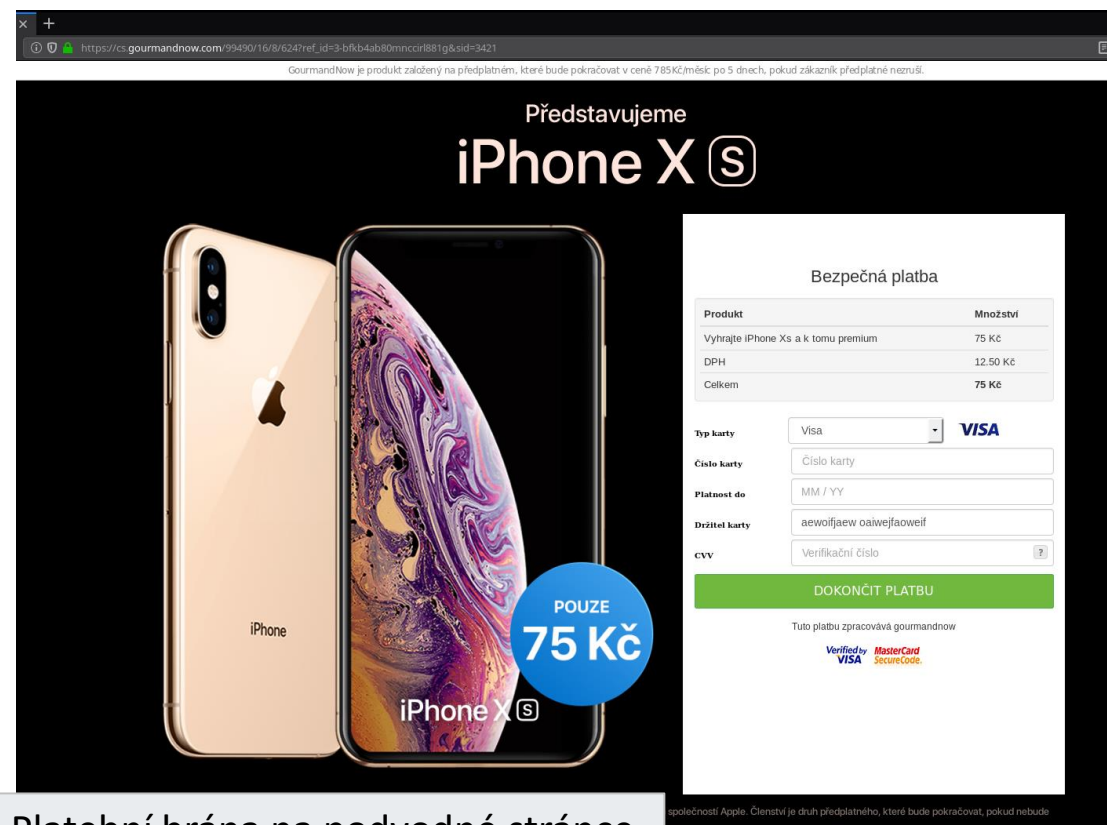 × +
https://cs.gourmandnow.com/99490/16/8/624?ref_id=3-bfkb4ab80mnccirl881g&sid=3421
GourmandNow je produkt založený na předplatném, které bude pokračovat v ceně 785Kč/měsíc po 5 dnech, pokud zákazník předplatné nezruší.
Představujeme
iPhone X S
Bezpečná platba
Produkt Množství
Vyhrajte iPhone Xs a k tomu premium 75 Kč
DPH 12.50 Kč
Celkem 75 Kč
Typ karty Visa VISA
Číslo karty Číslo karty
Platnost do MM / YY
Držitel karty aewoifjaew oaiwejfaoweif
CVV Verifikační číslo ?
DOKONČIT PLATBU
Tuto platbu zpracovává gourmandnow
Verified by VISA MasterCard SecureCode.
iPhone
POUZE
75 Kč
iPhone X S
společností Apple. Členství je druh předplatného, které bude pokračovat, pokud nebude
Platební brána na podvodné stránce